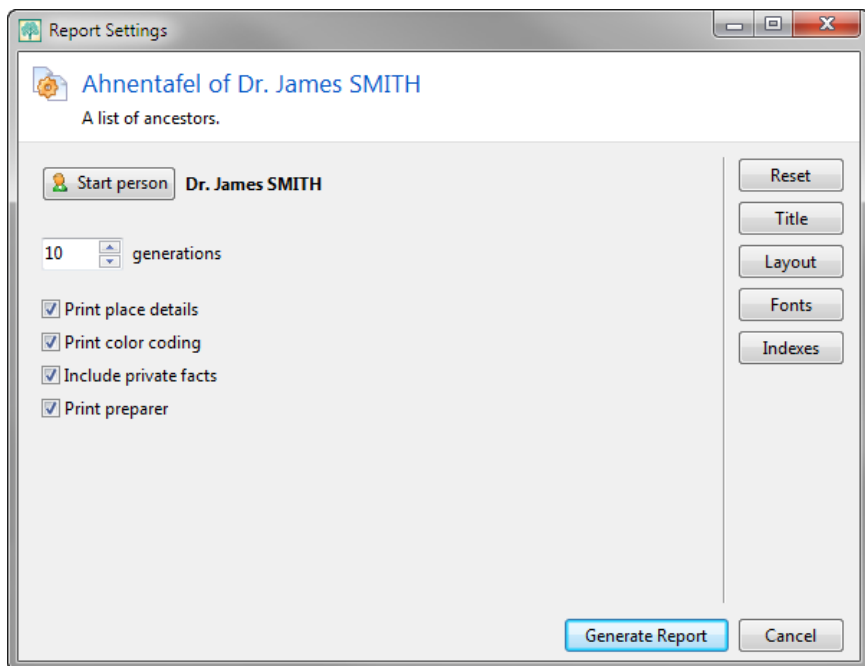 Report Settings
Ahnentafel of Dr. James SMITH
A list of ancestors.
Start person Dr. James SMITH
10 generations
Print place details
Print color coding
Include private facts
Print preparer
Reset
Title
Layout
Fonts
Indexes
Generate Report Cancel